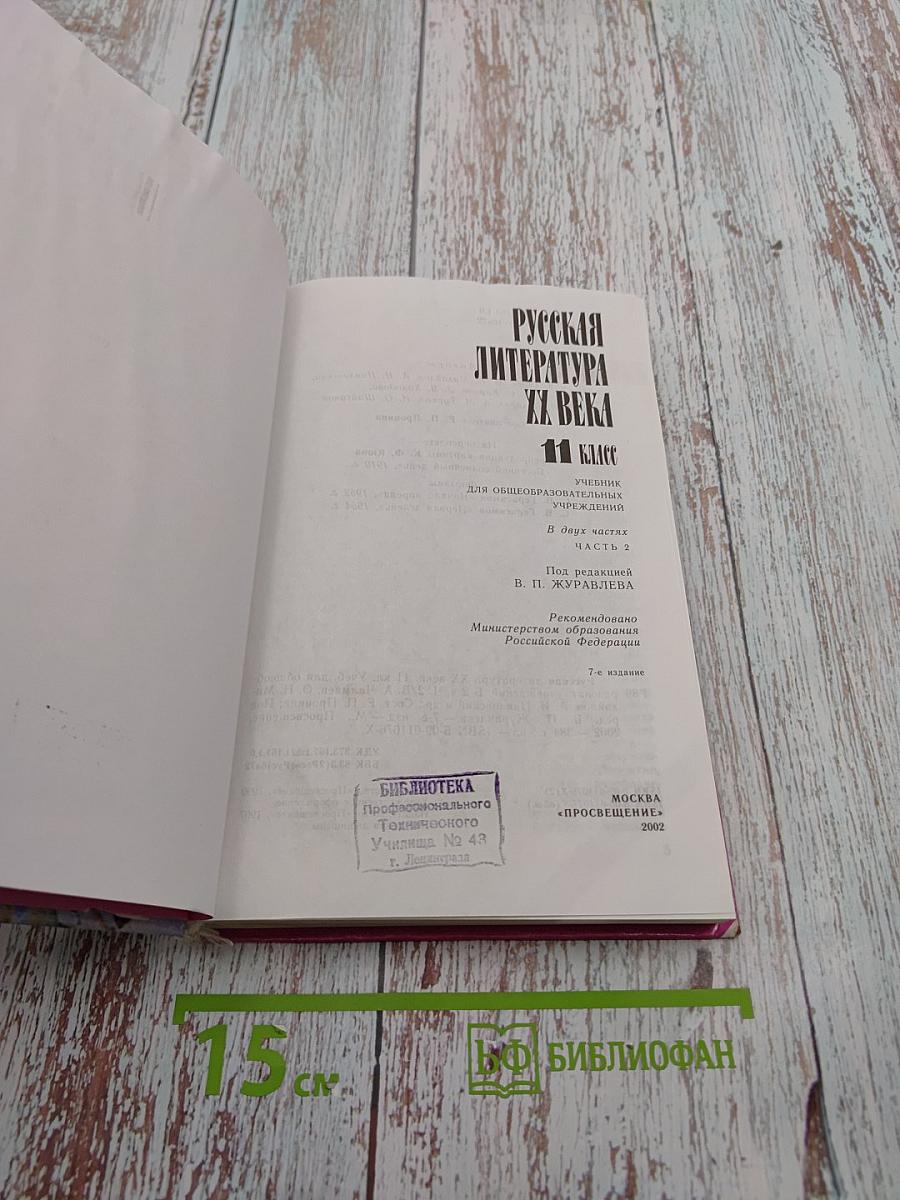 РУССКАЯ
ЛИТЕРАТУРА
XX ВЕКА
11 КЛАСС
УЧЕБНИК
ДЛЯ ОБЩЕОБРАЗОВАТЕЛЬНЫХ
УЧРЕЖДЕНИЙ
В двух частях
ЧАСТЬ 2
Под редакцией
В. П. ЖУРАВЛЕВА
Рекомендовано
Министерством образования
Российской Федерации
7-е издание
БИБЛИОТЕКА
Профессионального
Технического
Училища № 43
г. Ленинграда
МОСКВА
«ПРОСВЕЩЕНИЕ»
2002
15 см
БФ БИБЛИОФАН